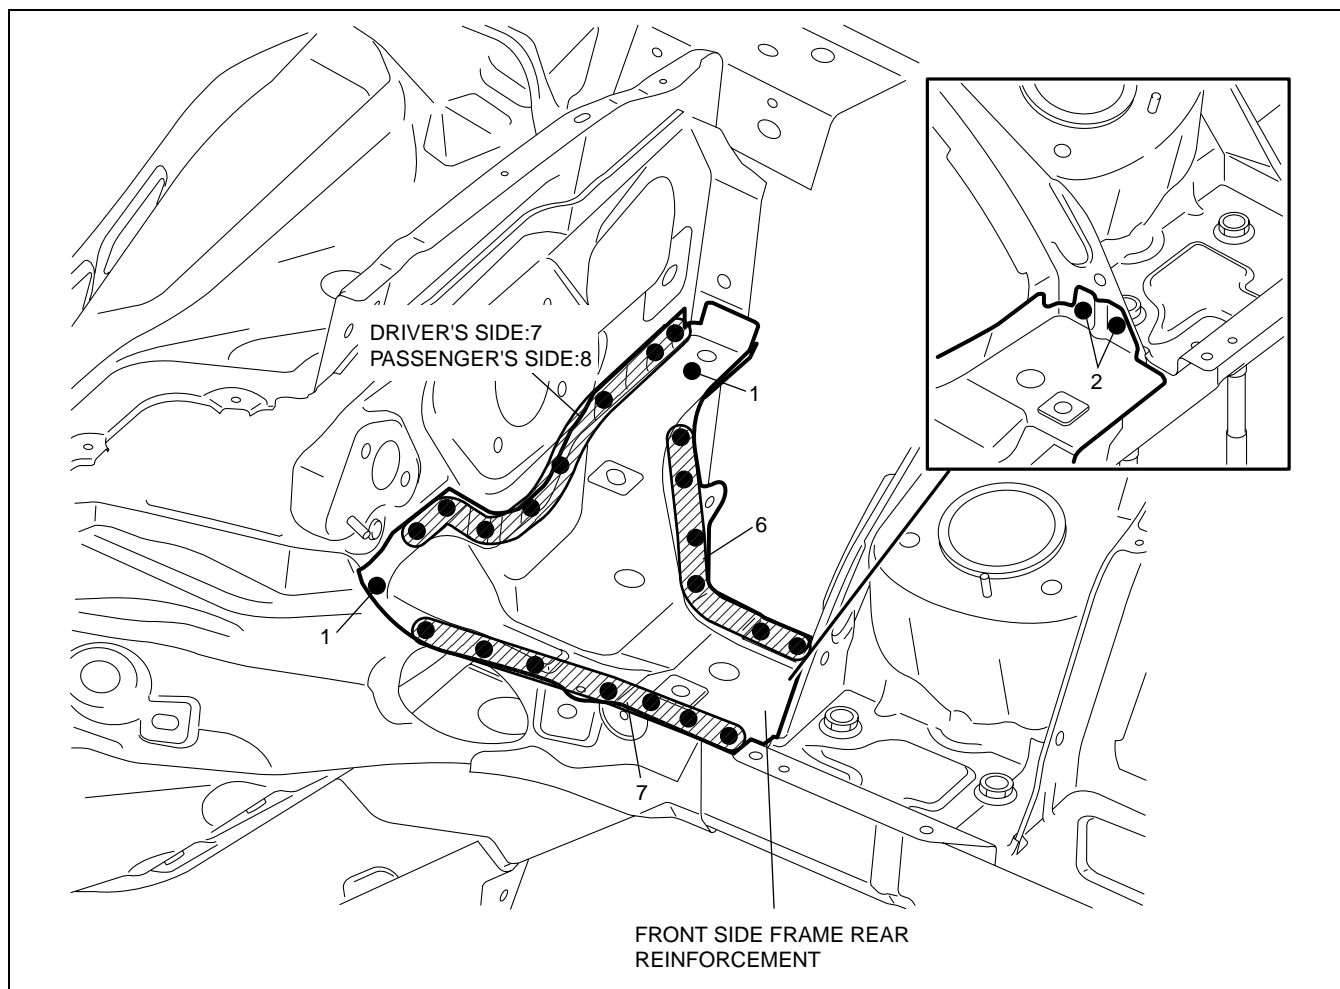 DRIVER'S SIDE:7
PASSENGER'S SIDE:8
1
2
6
1
7
FRONT SIDE FRAME REAR
REINFORCEMENT